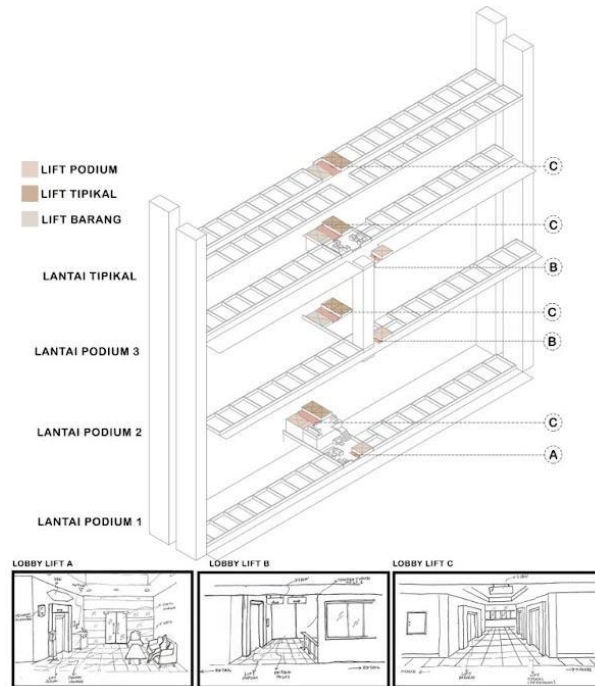 LIFT PODIUM
LIFT TIPIKAL
LIFT BARANG
LANTAI TIPIKAL
LANTAI PODIUM 3
LANTAI PODIUM 2
LANTAI PODIUM 1
C
C
B
C
B
C
A
LOBBY LIFT A
LOBBY LIFT B
LOBBY LIFT C